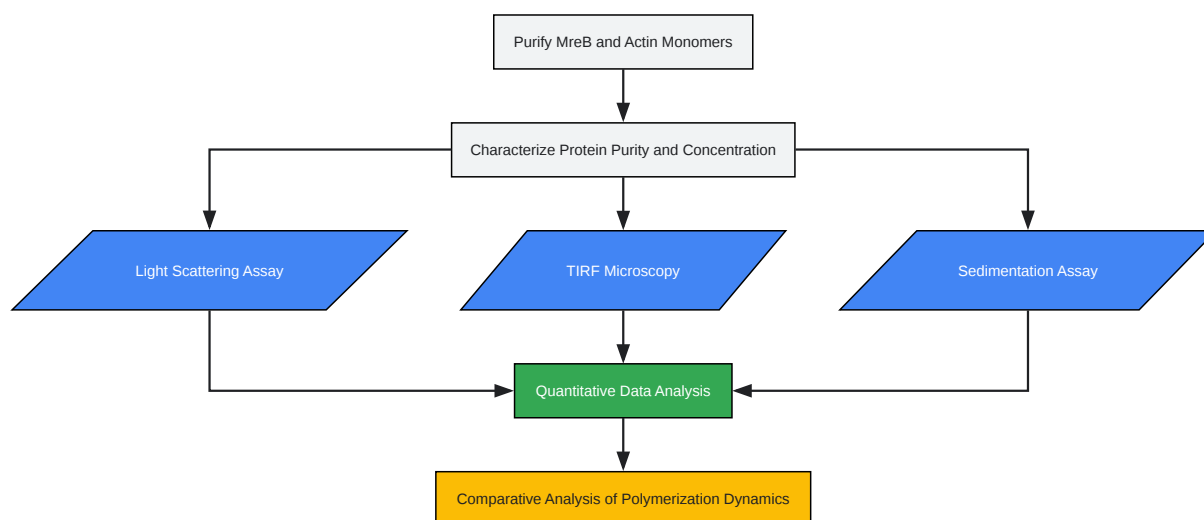 Purify MreB and Actin Monomers
Characterize Protein Purity and Concentration
Light Scattering Assay
TIRF Microscopy
Sedimentation Assay
Quantitative Data Analysis
Comparative Analysis of Polymerization Dynamics